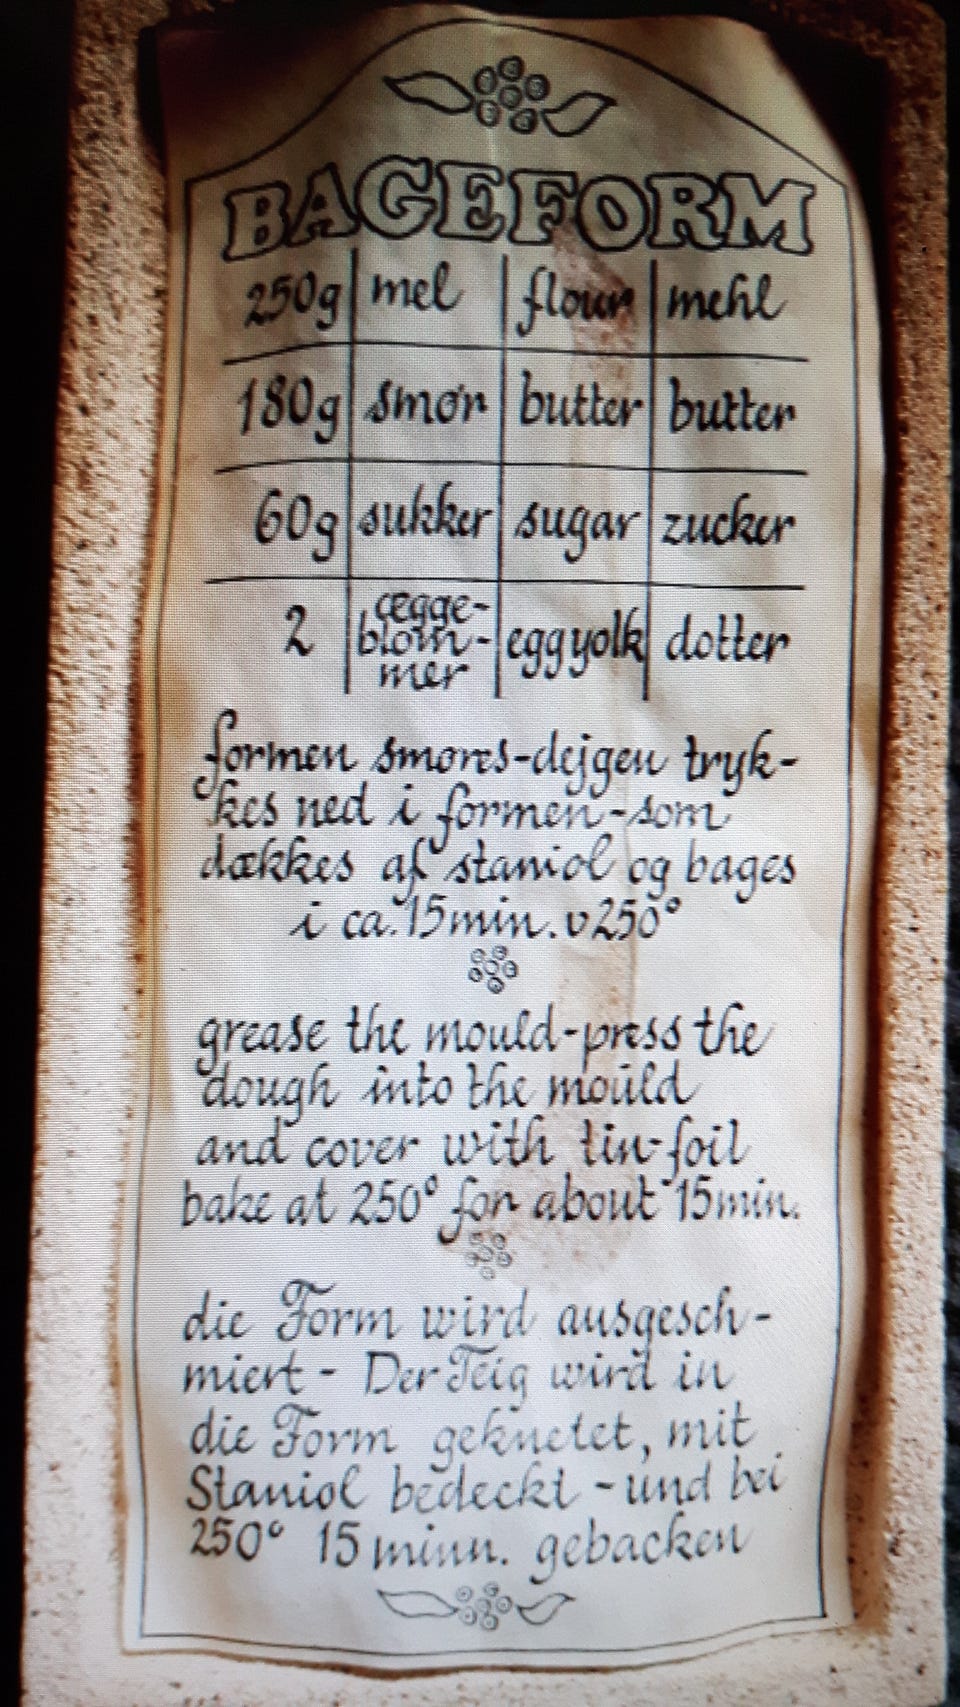 BAGEFORM
250g mel flour mehl
180g smør butter butter
60g sukker sugar zucker
2 ægge-blom-mer eggyolk dotter
formen smøres-dejgen tryk-
kes ned i formen-som
dækkes af staniol og bages
i ca. 15 min. v 250°
grease the mould-press the
dough into the mould
and cover with tin-foil
bake at 250° for about 15 min.
die Form wird ausgesch-
miert - Der Teig wird in
die Form geknetet, mit
Staniol bedeckt - und bei
250° 15 minn. gebacken